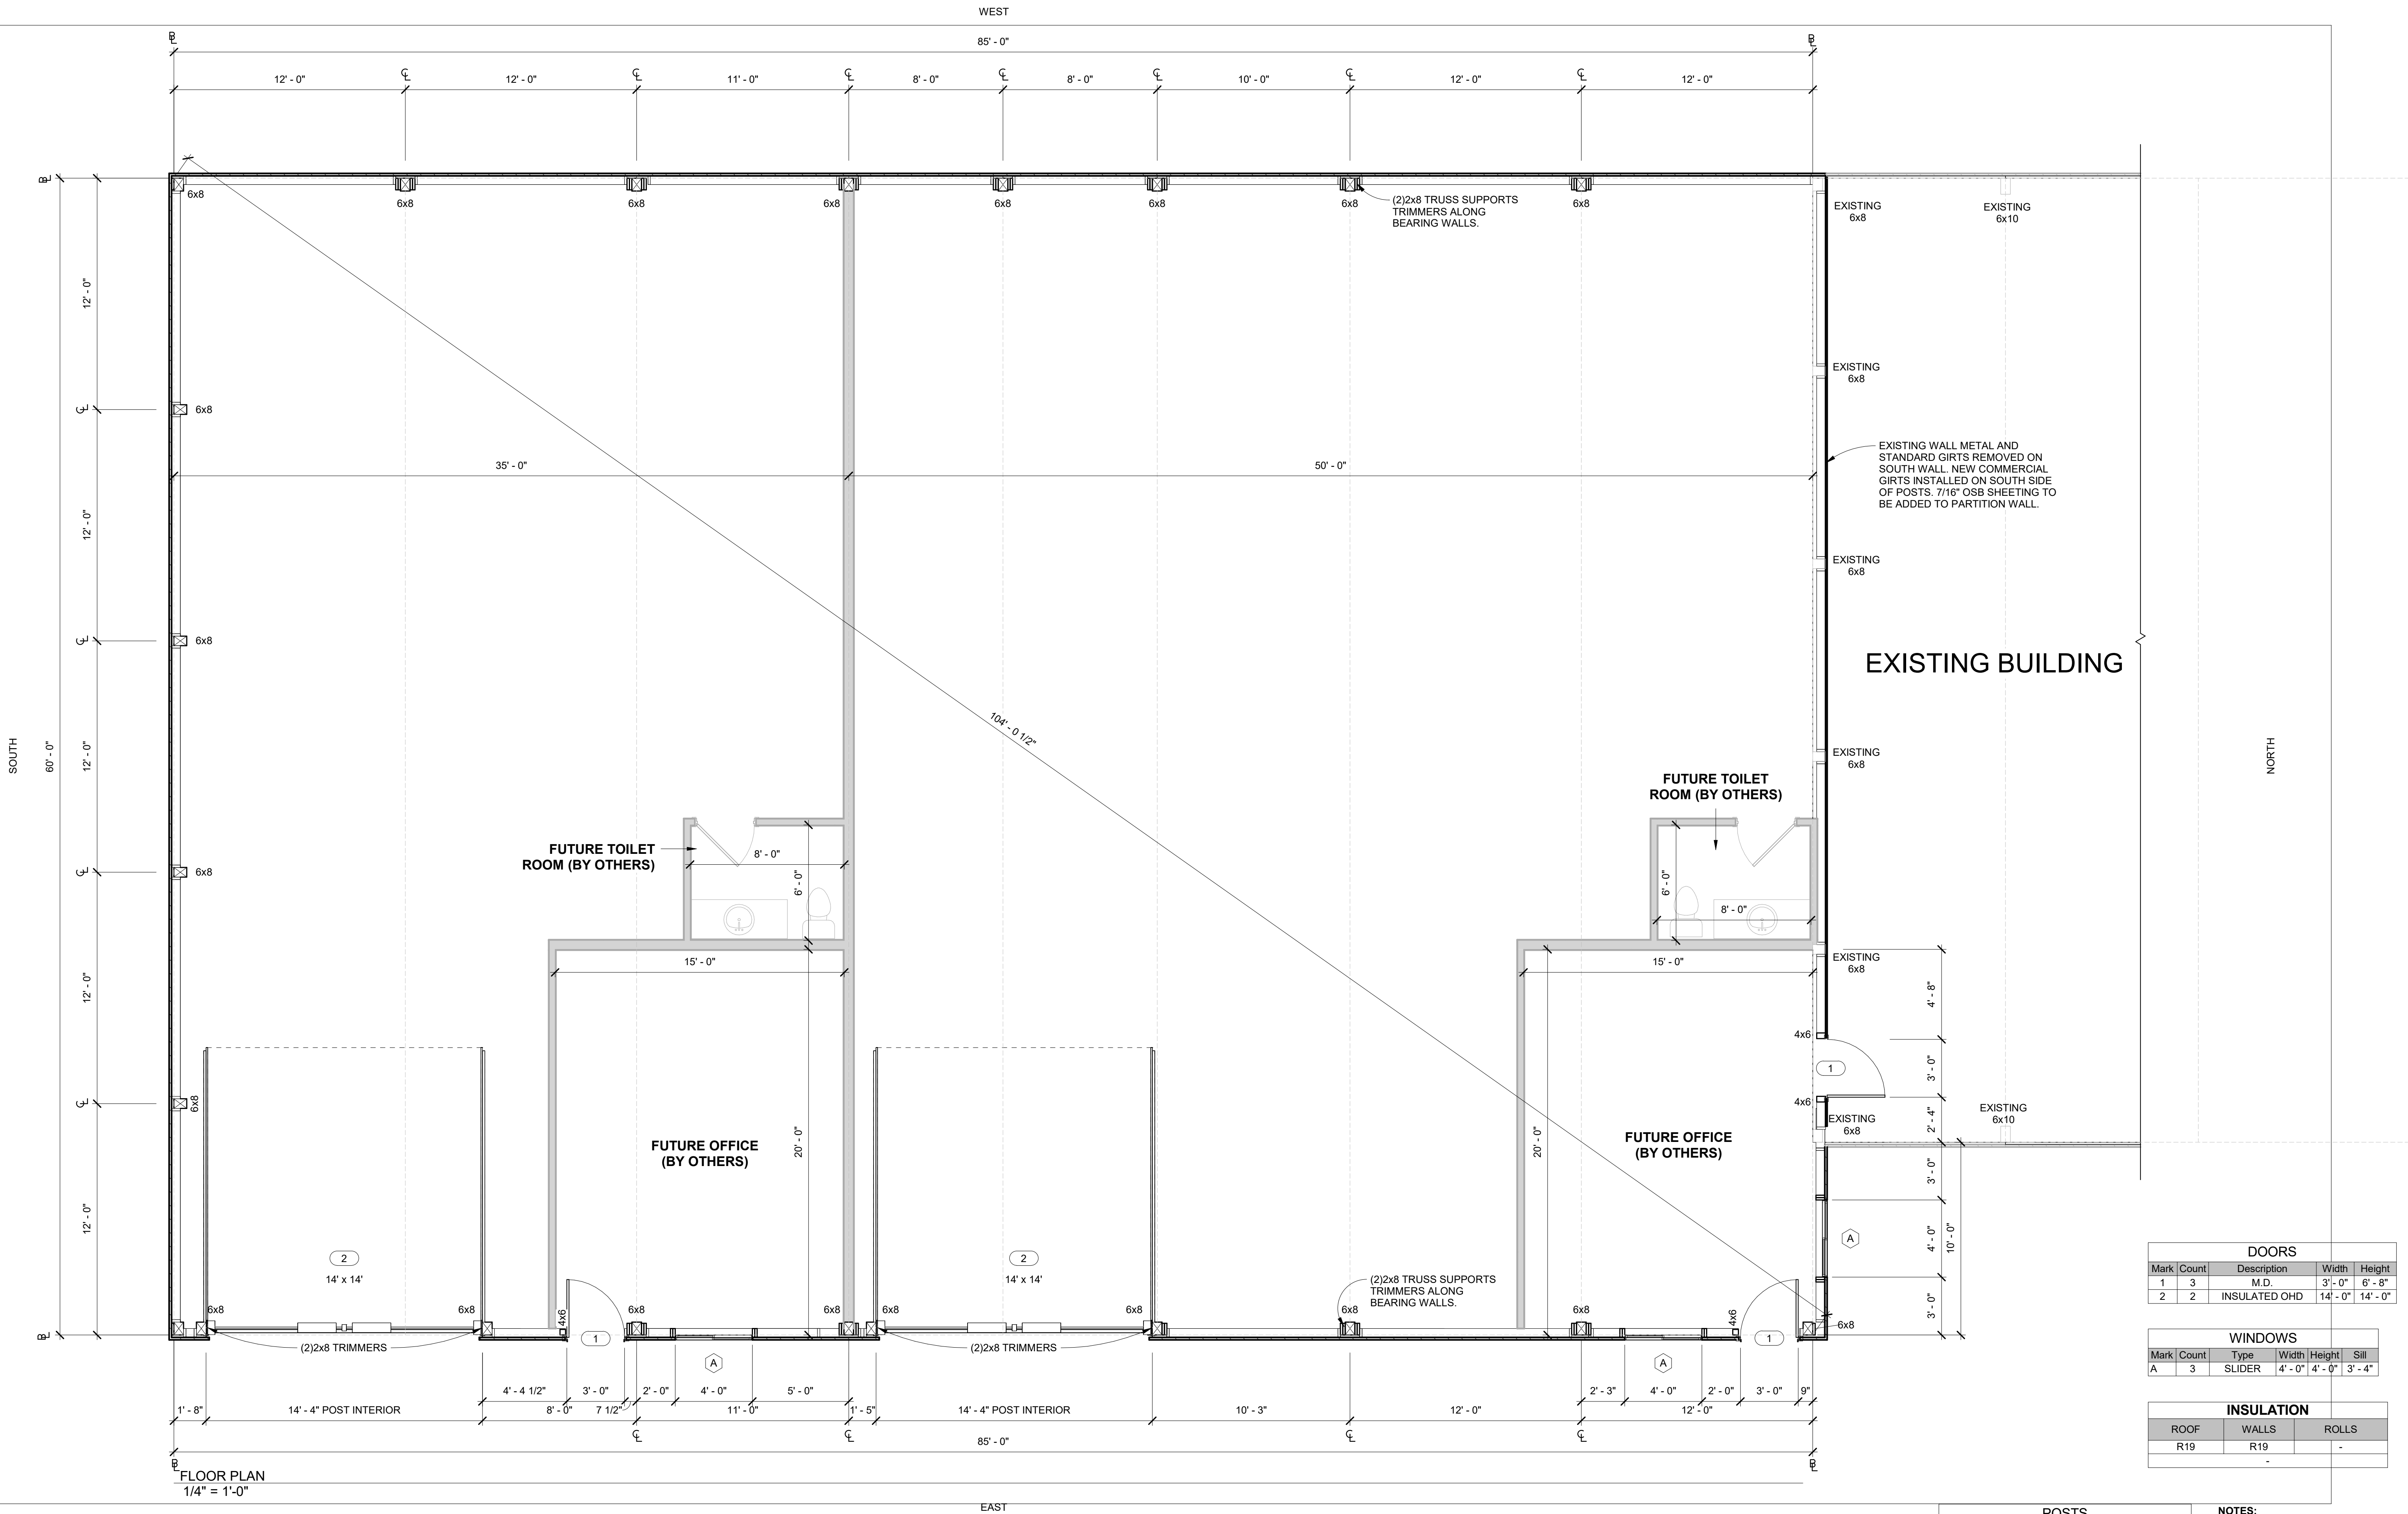 WEST
85' - 0"
12' - 0"
12' - 0"
11' - 0"
8' - 0"
8' - 0"
10' - 0"
12' - 0"
12' - 0"
6x8
6x8
6x8
6x8
6x8
6x8
6x8
6x8
(2)2x8 TRUSS SUPPORTS
TRIMMERS ALONG
BEARING WALLS.
EXISTING
6x8
EXISTING
6x10
12' - 0"
12' - 0"
12' - 0"
12' - 0"
12' - 0"
60' - 0"
SOUTH
6x8
6x8
6x8
6x8
35' - 0"
50' - 0"
104' - 0 1/2"
EXISTING
6x8
EXISTING WALL METAL AND
STANDARD GIRTS REMOVED ON
SOUTH WALL. NEW COMMERCIAL
GIRTS INSTALLED ON SOUTH SIDE
OF POSTS. 7/16" OSB SHEETING TO
BE ADDED TO PARTITION WALL.
EXISTING
6x8
EXISTING BUILDING
EXISTING
6x8
NORTH
FUTURE TOILET
ROOM (BY OTHERS)
8' - 0"
6' - 0"
FUTURE TOILET
ROOM (BY OTHERS)
6' - 0"
8' - 0"
15' - 0"
15' - 0"
EXISTING
6x8
4' - 8"
4x6
1
3' - 0"
4x6
EXISTING
6x8
EXISTING
6x10
2' - 4"
FUTURE OFFICE
(BY OTHERS)
20' - 0"
20' - 0"
FUTURE OFFICE
(BY OTHERS)
3' - 0"
4' - 0"
10' - 0"
3' - 0"
A
2
14' x 14'
2
14' x 14'
(2)2x8 TRUSS SUPPORTS
TRIMMERS ALONG
BEARING WALLS.
6x8
6x8
4x6
6x8
6x8
6x8
6x8
6x8
6x8
4x6
6x8
1
1
(2)2x8 TRIMMERS
(2)2x8 TRIMMERS
A
A
4' - 4 1/2"
3' - 0"
2' - 0"
4' - 0"
5' - 0"
2' - 3"
4' - 0"
2' - 0"
3' - 0"
9"
1' - 8"
14' - 4" POST INTERIOR
8' - 0"
7 1/2"
11' - 0"
1' - 5"
14' - 4" POST INTERIOR
10' - 3"
12' - 0"
12' - 0"
85' - 0"
FLOOR PLAN
1/4" = 1'-0"
EAST
DOORS
Mark Count Description Width Height
1 3 M.D. 3' - 0" 6' - 8"
2 2 INSULATED OHD 14' - 0" 14' - 0"
WINDOWS
Mark Count Type Width Height Sill
A 3 SLIDER 4' - 0" 4' - 0" 3' - 4"
INSULATION
ROOF WALLS ROLLS
R19 R19 -
-
POSTS
NOTES: